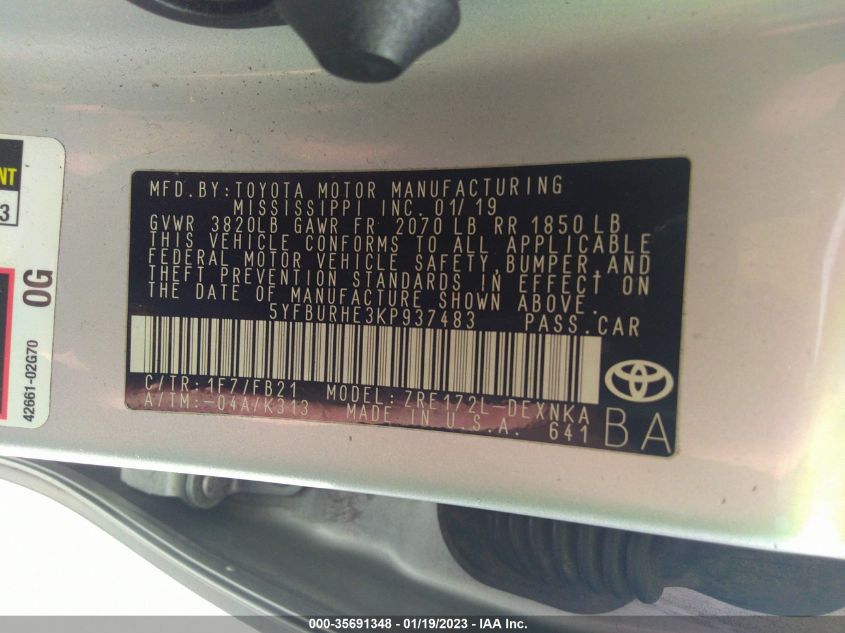 MFD.BY:TOYOTA MOTOR MANUFACTURING
MISSISSIPPI INC. 01/19
GVWR 3820LB GAWR FR 2070 LB RR 1850 LB
THIS VEHICLE CONFORMS TO ALL APPLICABLE
FEDERAL MOTOR VEHICLE SAFETY, BUMPER, AND
THEFT PREVENTION STANDARDS IN EFFECT ON
THE DATE OF MANUFACTURE SHOWN ABOVE.
5YFBURHE3KP937483 PASS.CAR
C/TR:1F7/FB21 MODEL: ZRE172L-DEXNKA
A/TM:-04A/K313 MADE IN U.S.A. 641
BA
NT
3
OG
42661-02G70
000-35691348 - 01/19/2023 - IAA Inc.